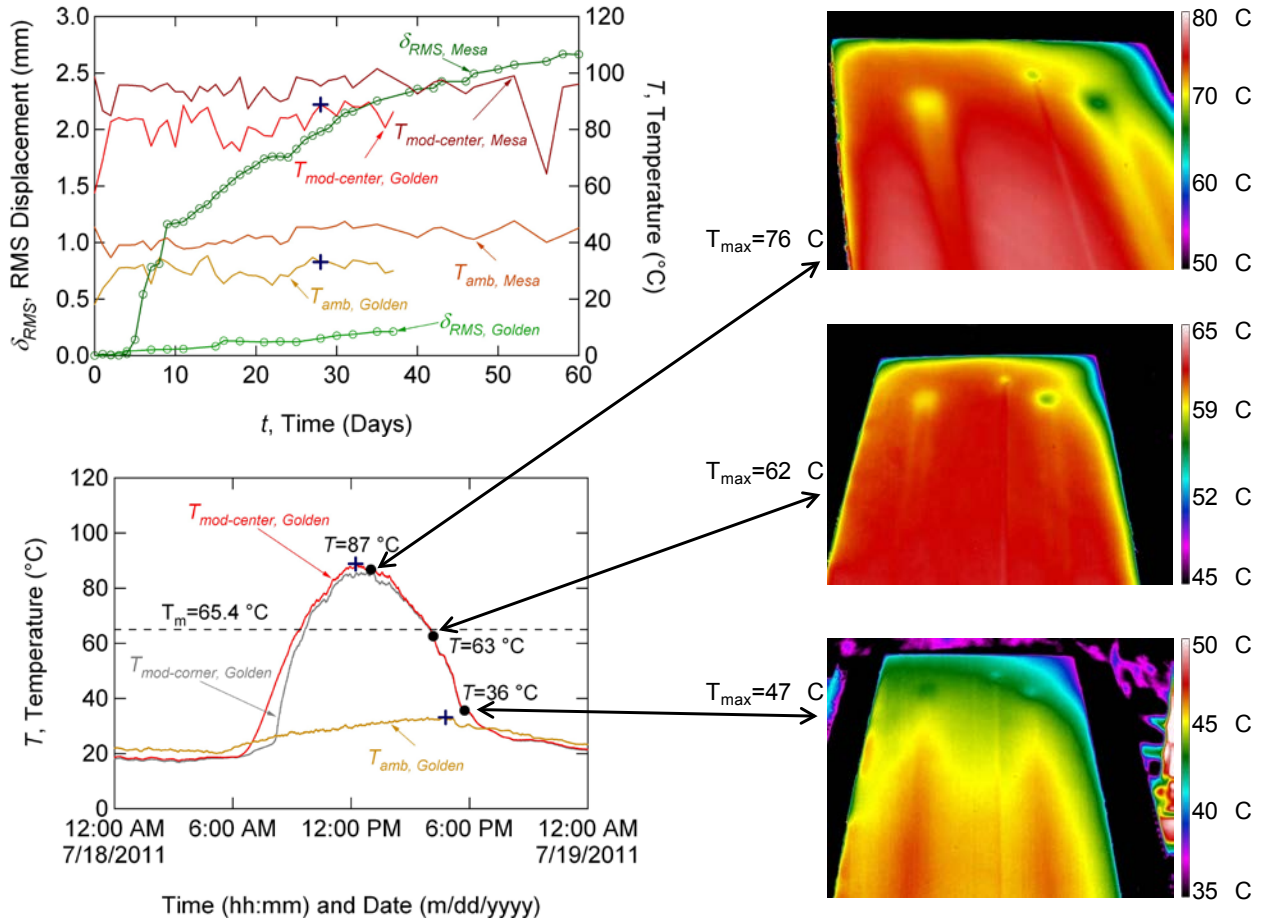 3.0
2.5
2.0
1.5
1.0
0.5
0.0
δRMS, RMS Displacement (mm)
120
100
80
60
40
20
0
T, Temperature (°C)
δRMS, Mesa
Tmod-center, Mesa
Tmod-center, Golden
Tamb, Mesa
Tamb, Golden
δRMS, Golden
0 10 20 30 40 50 60
t, Time (Days)
120
100
80
60
40
20
0
T, Temperature (°C)
Tmod-center, Golden
T=87 °C
Tm=65.4 °C
T=63 °C
Tmod-corner, Golden
T=36 °C
Tamb, Golden
12:00 AM 6:00 AM 12:00 PM 6:00 PM 12:00 AM
7/18/2011 7/19/2011
Time (hh:mm) and Date (m/dd/yyyy)
Tmax=76 C
80 C
70 C
60 C
50 C
Tmax=62 C
65 C
59 C
52 C
45 C
Tmax=47 C
50 C
45 C
40 C
35 C